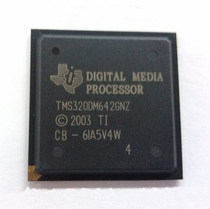 DIGITAL MEDIA
PROCESSOR
TMS320DM642GNZ
© 2003 TI
CB - 6IA5V4W
4